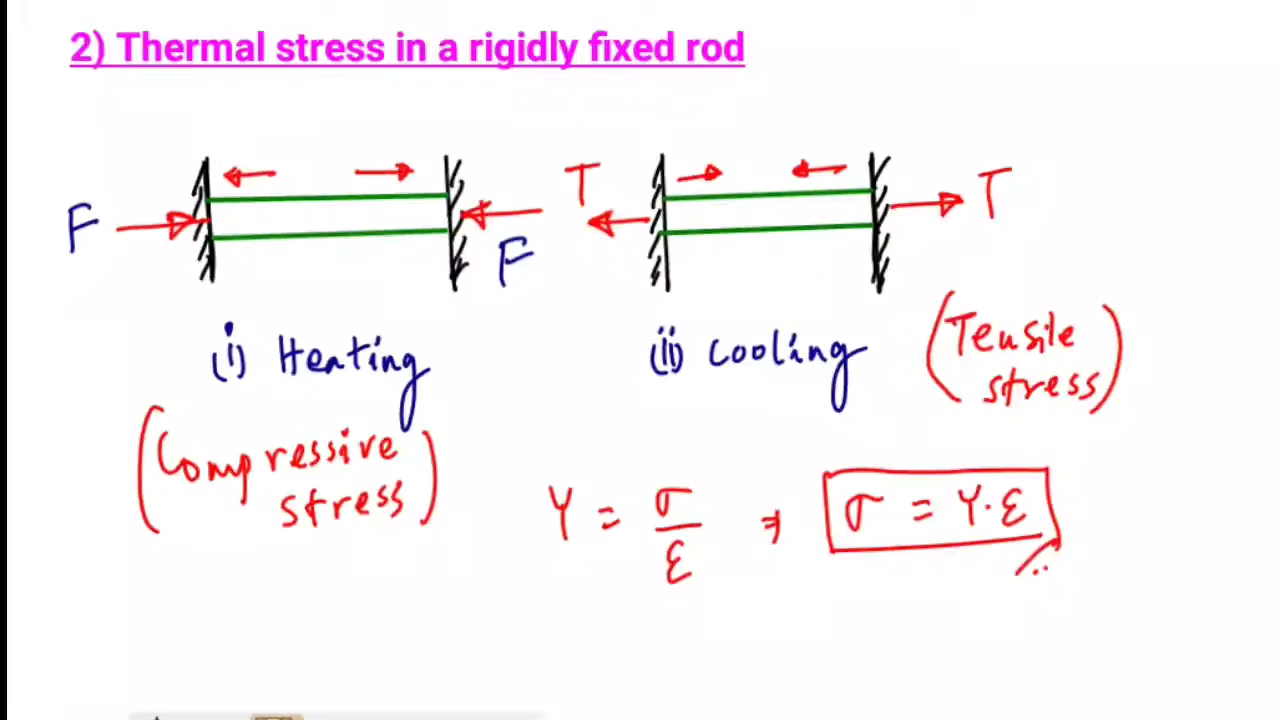 2) Thermal stress in a rigidly fixed rod
F F T T
(i) Heating
(Compressive
stress)
(ii) Cooling
(Tensile
stress)
Y = σ/ε ⇒ σ = Y·ε